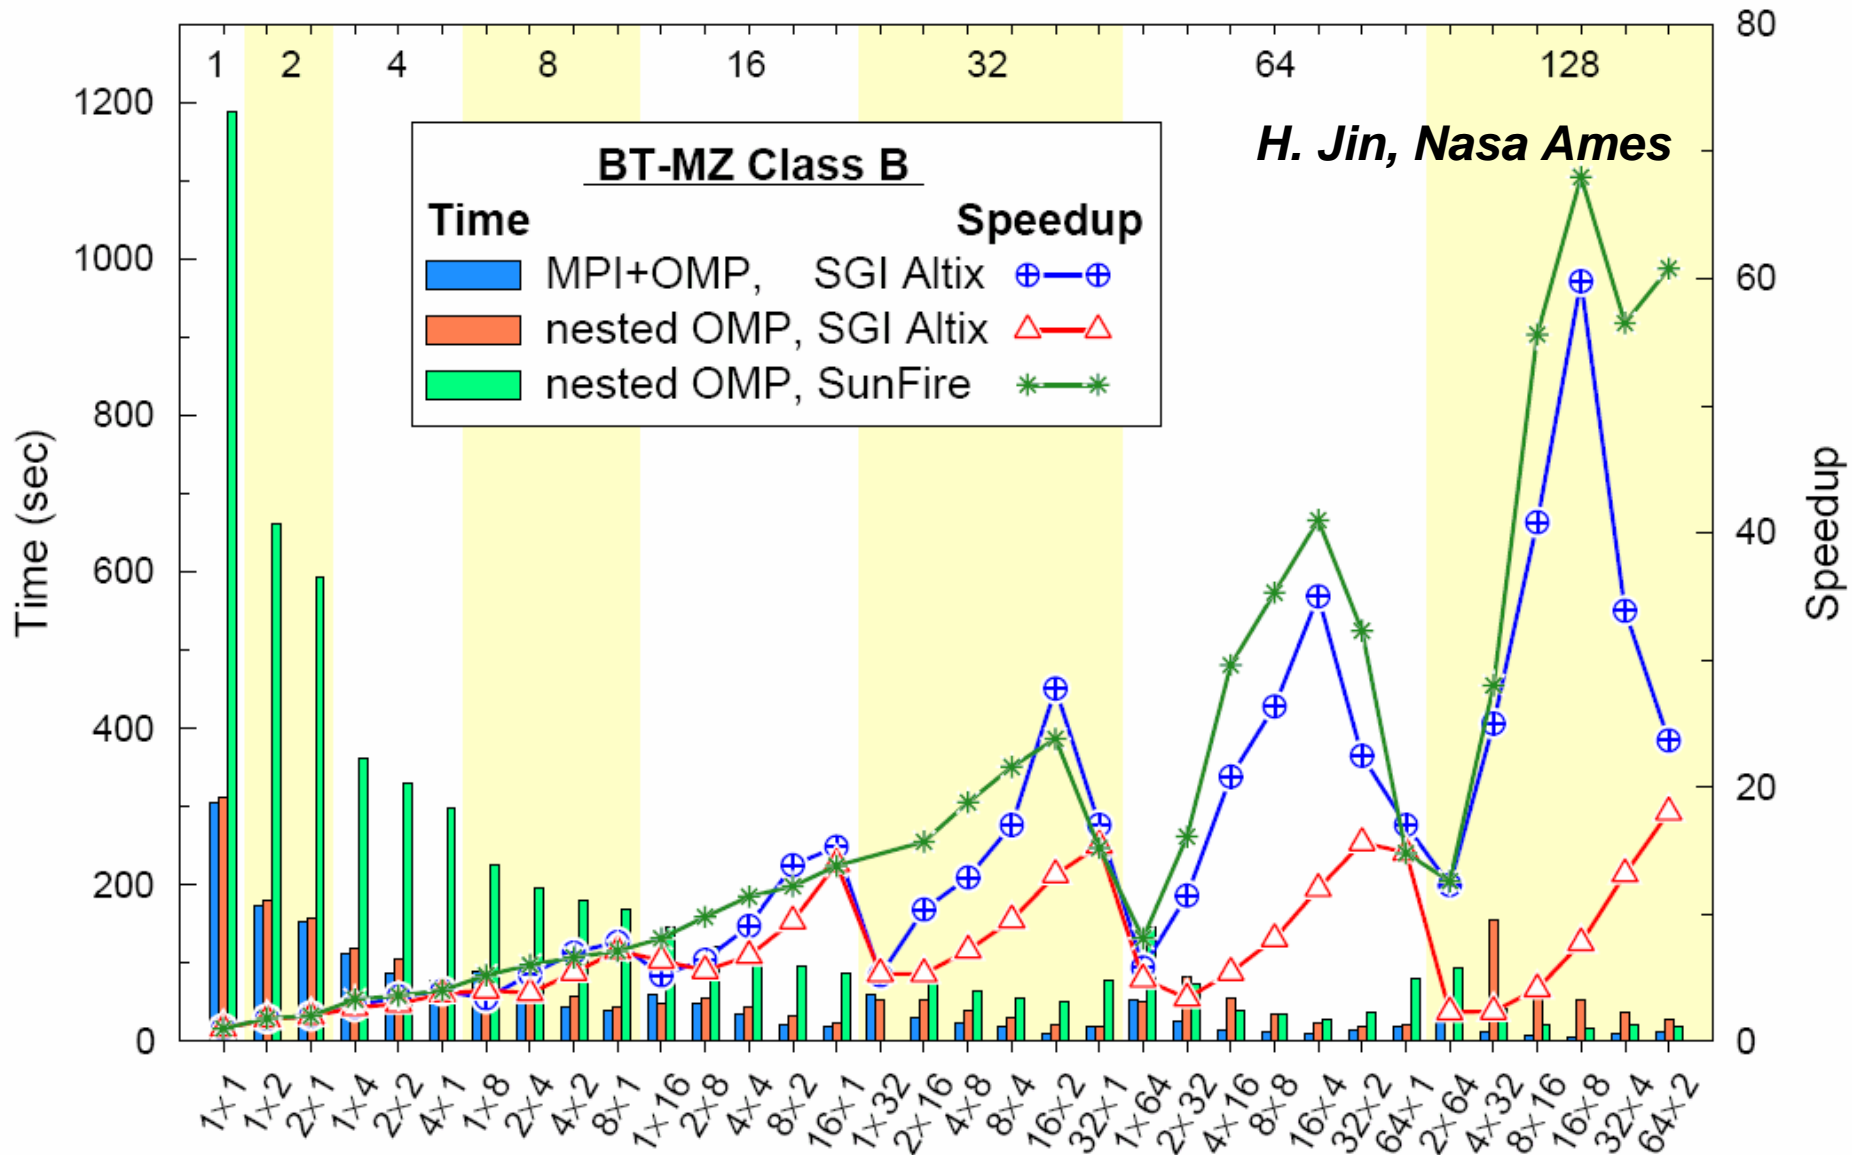 1 2 4 8 16 32 64 128
H. Jin, Nasa Ames
BT-MZ Class B
Time Speedup
MPI+OMP, SGI Altix
nested OMP, SGI Altix
nested OMP, SunFire
Time (sec)
1200
1000
800
600
400
200
0
Speedup
80
60
40
20
0
1×1 1×2 2×1 1×4 2×2 4×1 1×8 2×4 4×2 8×1 1×16 2×8 4×4 8×2 16×1 1×32 2×16 4×8 8×4 16×2 32×1 1×64 2×32 4×16 8×8 16×4 32×2 64×1 2×64 4×32 8×16 16×8 32×4 64×2